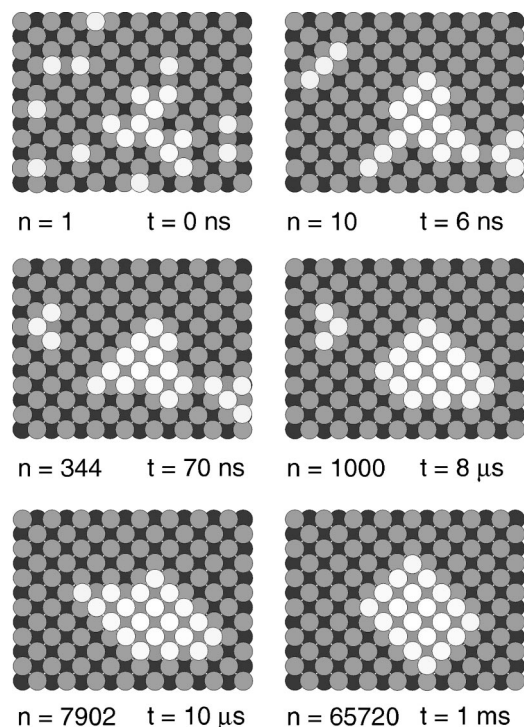 n = 1 t = 0 ns
n = 10 t = 6 ns
n = 344 t = 70 ns
n = 1000 t = 8 μs
n = 7902 t = 10 μs
n = 65720 t = 1 ms